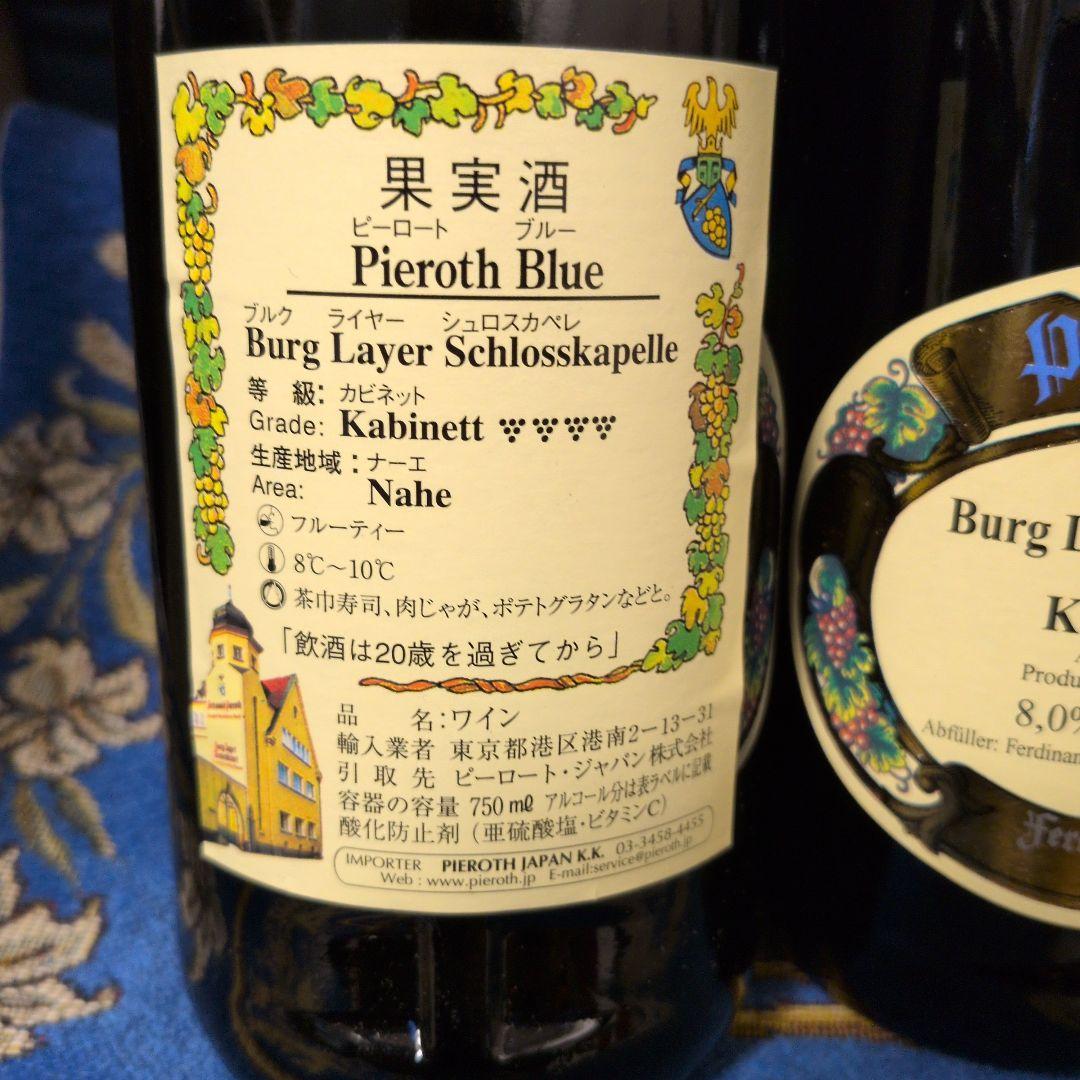 果実酒
ピーロート ブルー
Pieroth Blue
ブルク ライヤー シュロスカペレ
Burg Layer Schlosskapelle
等級: カビネット
Grade: Kabinett
生産地域: ナーエ
Area: Nahe
フルーティー
8℃～10℃
茶巾寿司、肉じゃが、ポテトグラタンなどと。
「飲酒は20歳を過ぎてから」
品名:ワイン
輸入業者 東京都港区港南2-13-31
引取先 ピーロート・ジャパン株式会社
容器の容量 750㎖ アルコール分は表ラベルに記載
酸化防止剤(亜硫酸塩・ビタミンC)
IMPORTER PIEROTH JAPAN K.K. 03-3458-4455
Web : www.pieroth.jp E-mail:service@pieroth.jp
Burg
K
Produ
8,0%
Abfüller: Ferdinan
Fer